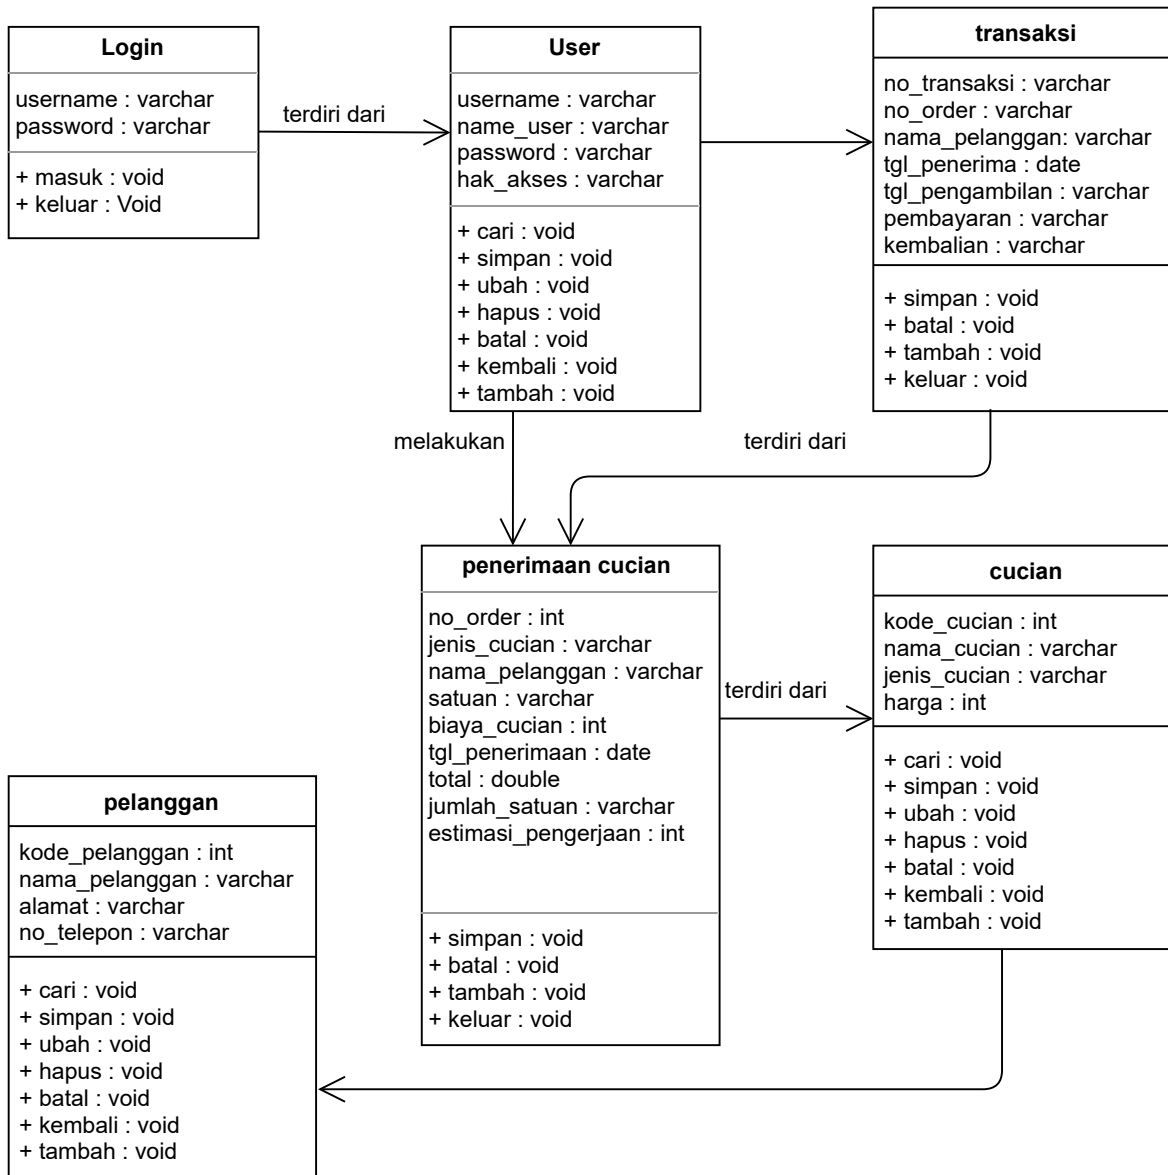 Login
username : varchar
password : varchar
+ masuk : void
+ keluar : Void
terdiri dari
User
username : varchar
name_user : varchar
password : varchar
hak_akses : varchar
+ cari : void
+ simpan : void
+ ubah : void
+ hapus : void
+ batal : void
+ kembali : void
+ tambah : void
transaksi
no_transaksi : varchar
no_order : varchar
nama_pelanggan: varchar
tgl_penerima : date
tgl_pengambilan : varchar
pembayaran : varchar
kembalian : varchar
+ simpan : void
+ batal : void
+ tambah : void
+ keluar : void
melakukan
terdiri dari
penerimaan cucian
no_order : int
jenis_cucian : varchar
nama_pelanggan : varchar
satuan : varchar
biaya_cucian : int
tgl_penerimaan : date
total : double
jumlah_satuan : varchar
estimasi_pengerjaan : int
+ simpan : void
+ batal : void
+ tambah : void
+ keluar : void
terdiri dari
cucian
kode_cucian : int
nama_cucian : varchar
jenis_cucian : varchar
harga : int
+ cari : void
+ simpan : void
+ ubah : void
+ hapus : void
+ batal : void
+ kembali : void
+ tambah : void
pelanggan
kode_pelanggan : int
nama_pelanggan : varchar
alamat : varchar
no_telepon : varchar
+ cari : void
+ simpan : void
+ ubah : void
+ hapus : void
+ batal : void
+ kembali : void
+ tambah : void